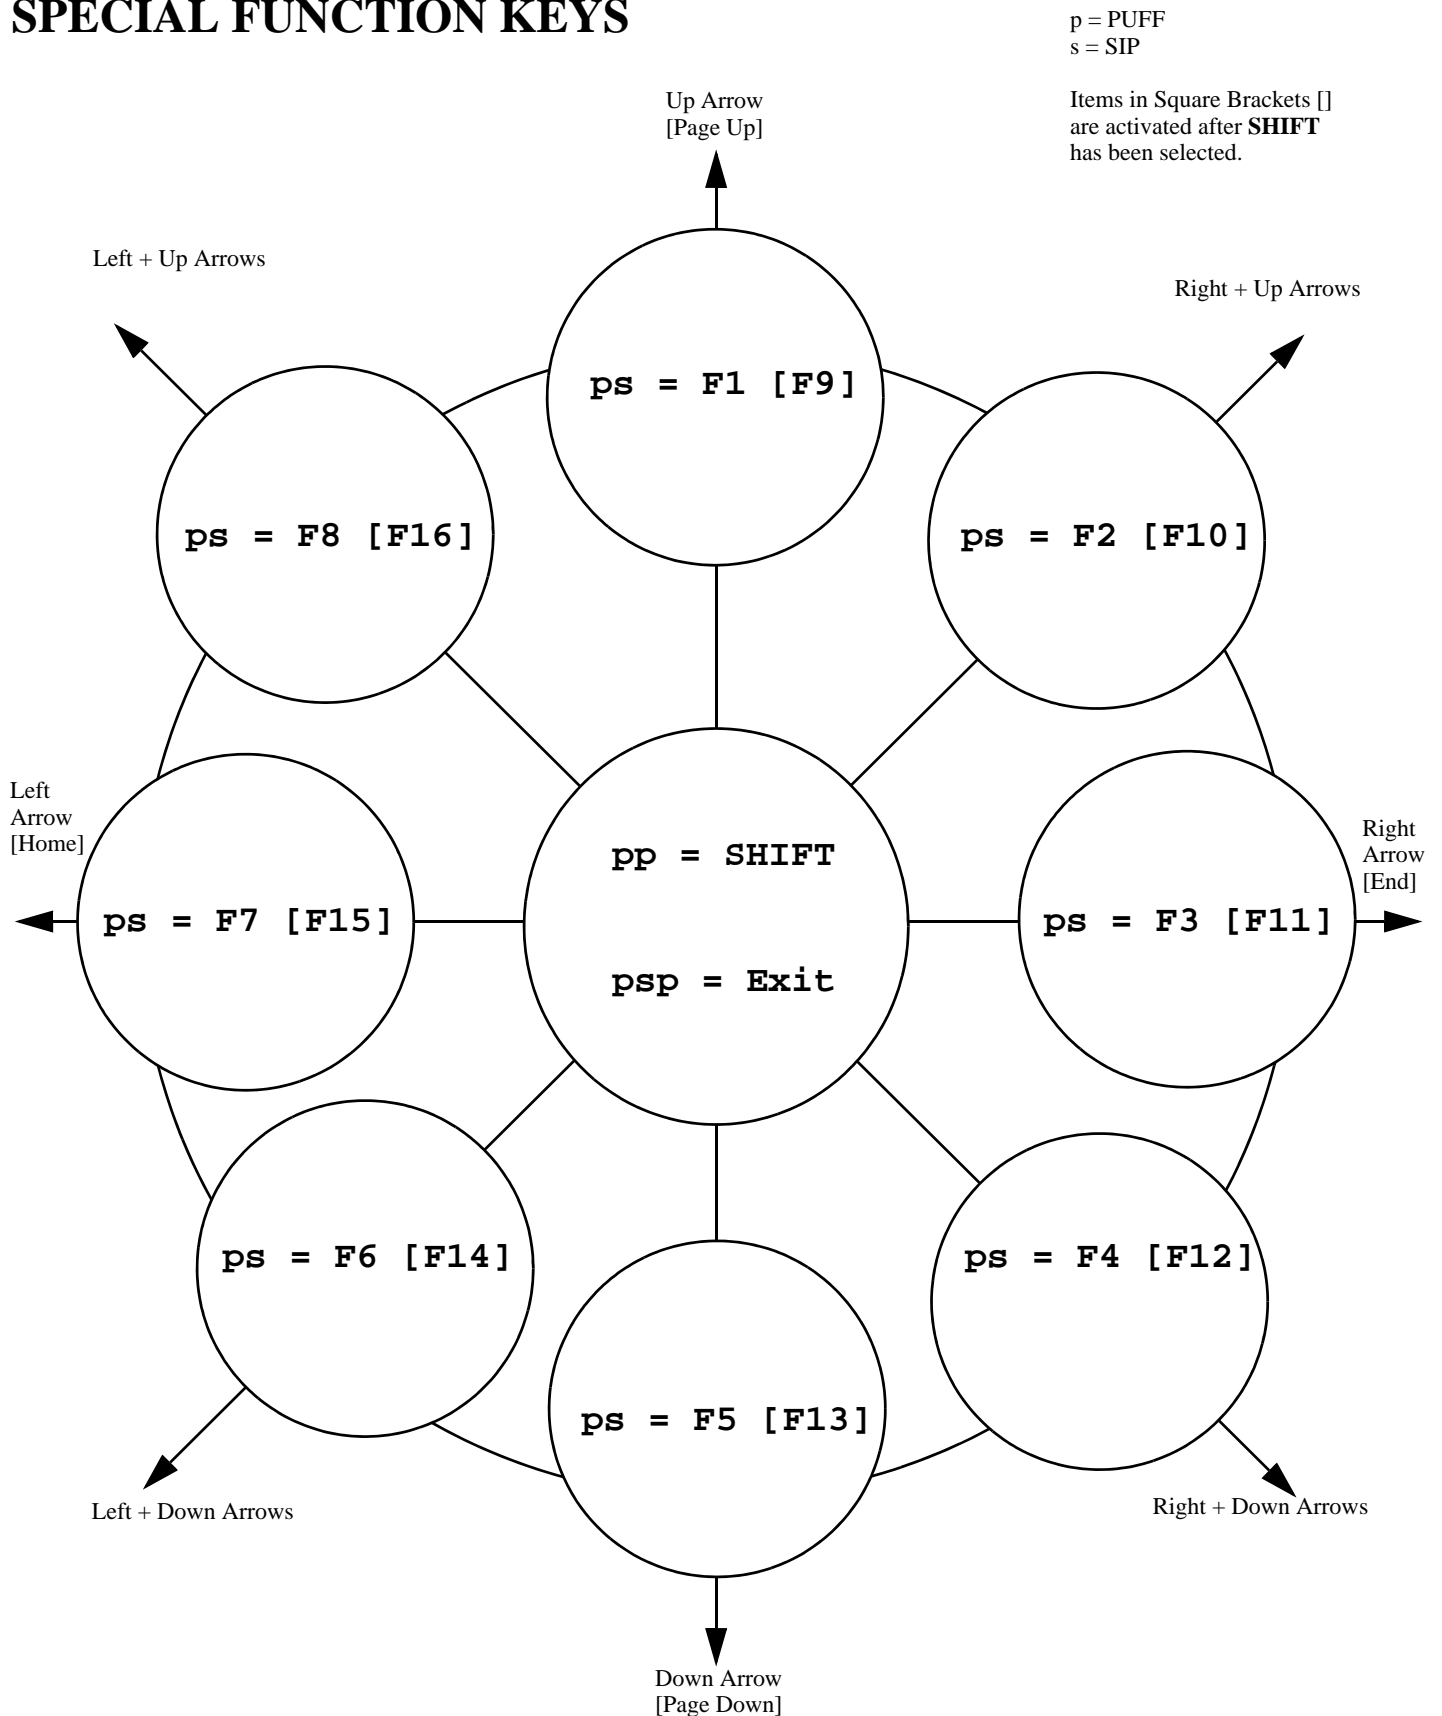 SPECIAL FUNCTION KEYS
p = PUFF
s = SIP
Items in Square Brackets []
are activated after SHIFT
has been selected.
Up Arrow
[Page Up]
Left + Up Arrows
Right + Up Arrows
ps = F1 [F9]
ps = F8 [F16]
ps = F2 [F10]
Left
Arrow
[Home]
Right
Arrow
[End]
pp = SHIFT
ps = F7 [F15]
ps = F3 [F11]
psp = Exit
ps = F6 [F14]
ps = F4 [F12]
ps = F5 [F13]
Left + Down Arrows
Right + Down Arrows
Down Arrow
[Page Down]